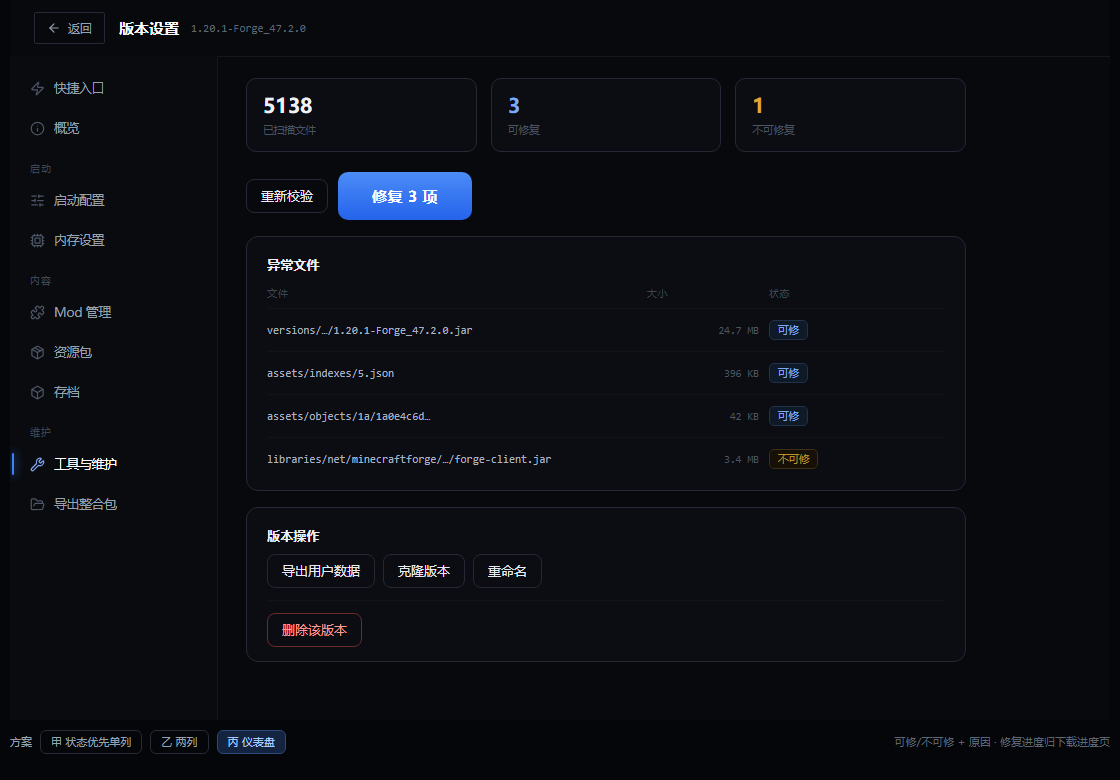 返回 版本设置 1.20.1-Forge_47.2.0
快捷入口
概览
启动
启动配置
内存设置
内容
Mod 管理
资源包
存档
维护
工具与维护
导出整合包
5138
已扫描文件
3
可修复
1
不可修复
重新校验 修复 3 项
异常文件
文件 大小 状态
versions/…/1.20.1-Forge_47.2.0.jar 24.7 MB 可修
assets/indexes/5.json 396 KB 可修
assets/objects/1a/1a0e4c6d… 42 KB 可修
libraries/net/minecraftforge/…/forge-client.jar 3.4 MB 不可修
版本操作
导出用户数据 克隆版本 重命名
删除该版本
方案 甲 状态优先单列 乙 两列 丙 仪表盘 可修/不可修 + 原因 · 修复进度归下载进度页